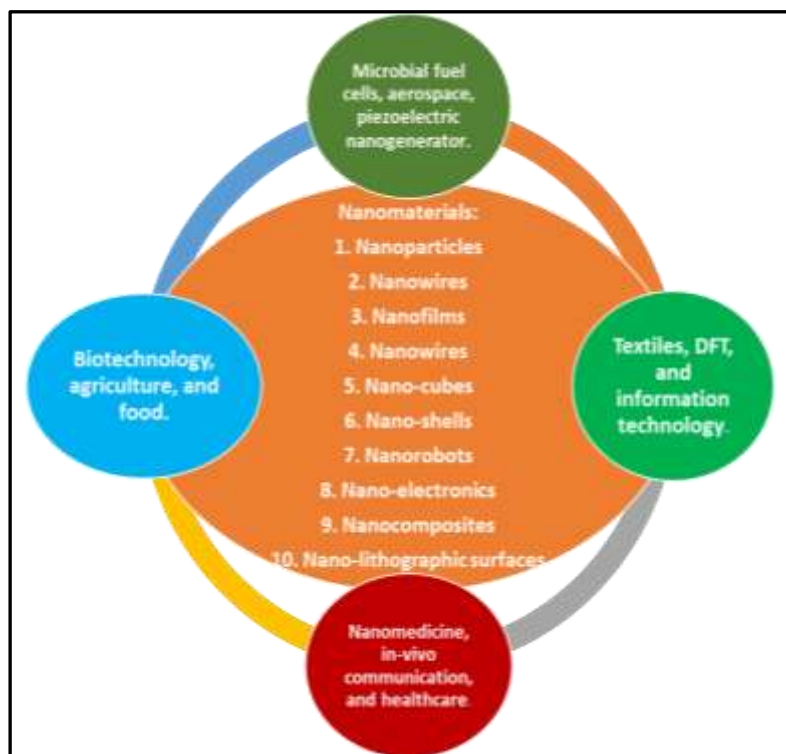 Microbial fuel
cells, aerospace,
piezoelectric
nanogenerator.
Nanomaterials:
1. Nanoparticles
2. Nanowires
3. Nanofilms
4. Nanowires
5. Nano-cubes
6. Nano-shells
7. Nanorobots
8. Nano-electronics
9. Nanocomposites
10. Nano-lithographic surfaces
Biotechnology,
agriculture, and
food.
Textiles, DFT,
and
information
technology.
Nanomedicine,
in-vivo
communication,
and healthcare.